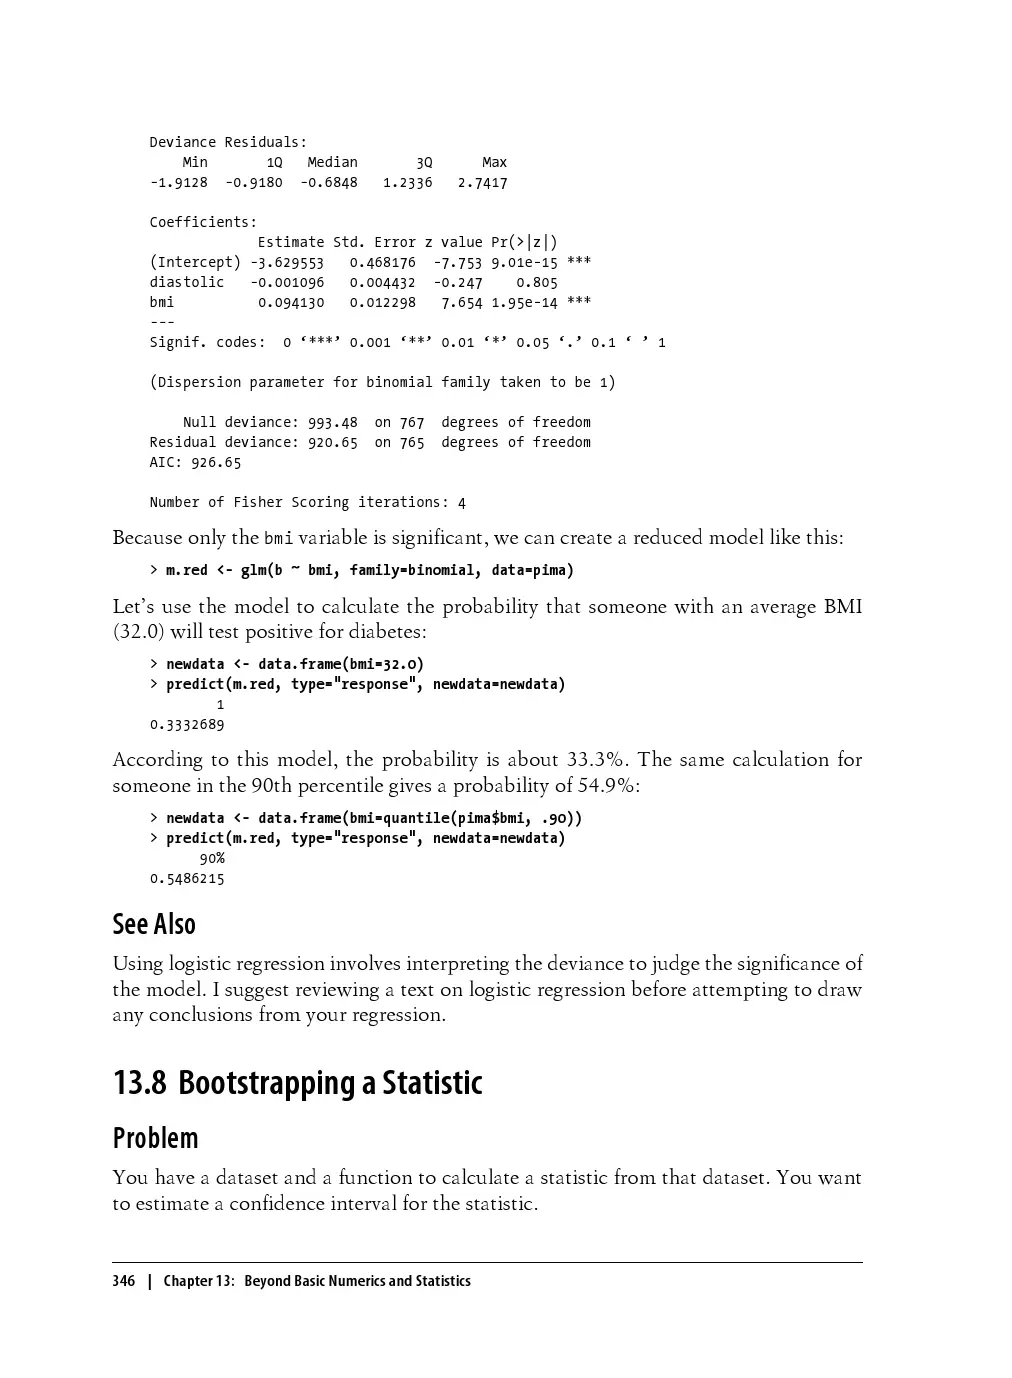 Deviance Residuals:
    Min       1Q   Median       3Q      Max
-1.9128  -0.9180  -0.6848   1.2336   2.7417
Coefficients:
             Estimate Std. Error z value Pr(>|z|)
(Intercept) -3.629553   0.468176  -7.753 9.01e-15 ***
diastolic   -0.001096   0.004432  -0.247    0.805
bmi          0.094130   0.012298   7.654 1.95e-14 ***
---
Signif. codes:  0 ‘***’ 0.001 ‘**’ 0.01 ‘*’ 0.05 ‘.’ 0.1 ‘ ’ 1
(Dispersion parameter for binomial family taken to be 1)
    Null deviance: 993.48  on 767  degrees of freedom
Residual deviance: 920.65  on 765  degrees of freedom
AIC: 926.65
Number of Fisher Scoring iterations: 4
Because only the bmi variable is significant, we can create a reduced model like this:
> m.red <- glm(b ~ bmi, family=binomial, data=pima)
Let’s use the model to calculate the probability that someone with an average BMI
(32.0) will test positive for diabetes:
> newdata <- data.frame(bmi=32.0)
> predict(m.red, type="response", newdata=newdata)
        1
0.3332689
According to this model, the probability is about 33.3%. The same calculation for
someone in the 90th percentile gives a probability of 54.9%:
> newdata <- data.frame(bmi=quantile(pima$bmi, .90))
> predict(m.red, type="response", newdata=newdata)
      90%
0.5486215
See Also
Using logistic regression involves interpreting the deviance to judge the significance of
the model. I suggest reviewing a text on logistic regression before attempting to draw
any conclusions from your regression.
13.8 Bootstrapping a Statistic
Problem
You have a dataset and a function to calculate a statistic from that dataset. You want
to estimate a confidence interval for the statistic.
346 | Chapter 13: Beyond Basic Numerics and Statistics